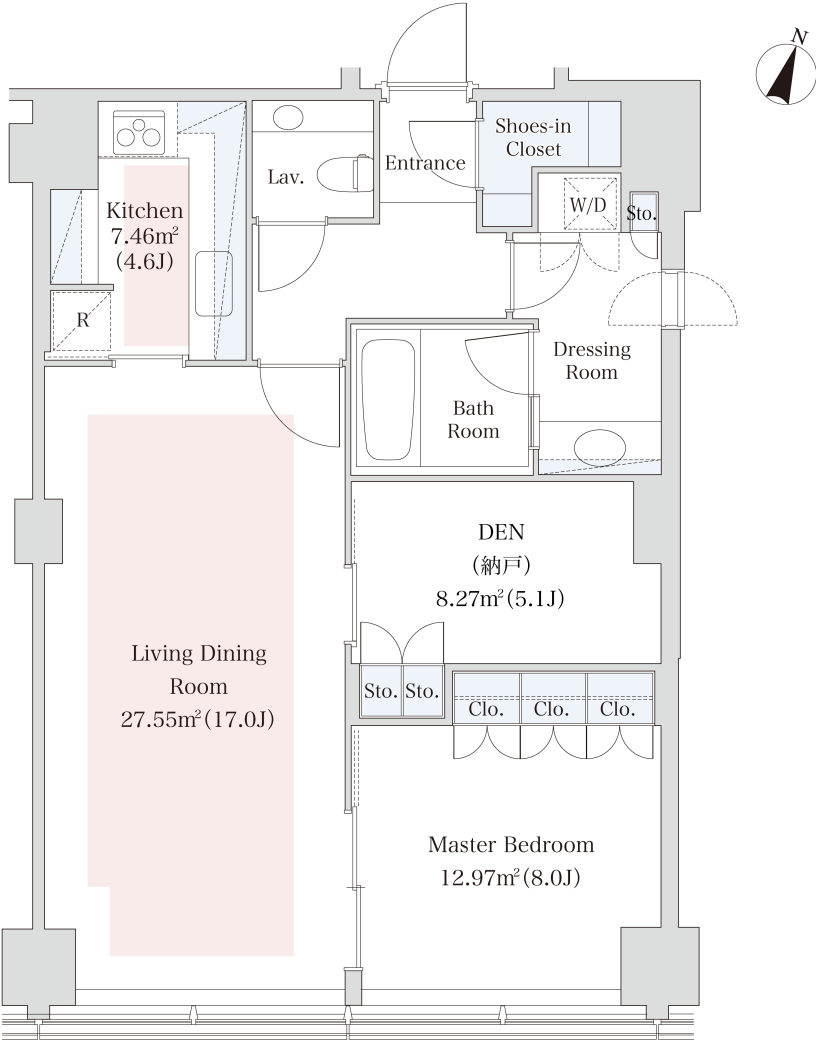 N
Shoes-in
Closet
Entrance
Lav.
W/D
Sto.
Kitchen
7.46㎡
(4.6J)
R
Dressing
Room
Bath
Room
DEN
(納戸)
8.27㎡(5.1J)
Living Dining
Room
27.55㎡(17.0J)
Sto.
Sto.
Clo.
Clo.
Clo.
Master Bedroom
12.97㎡(8.0J)